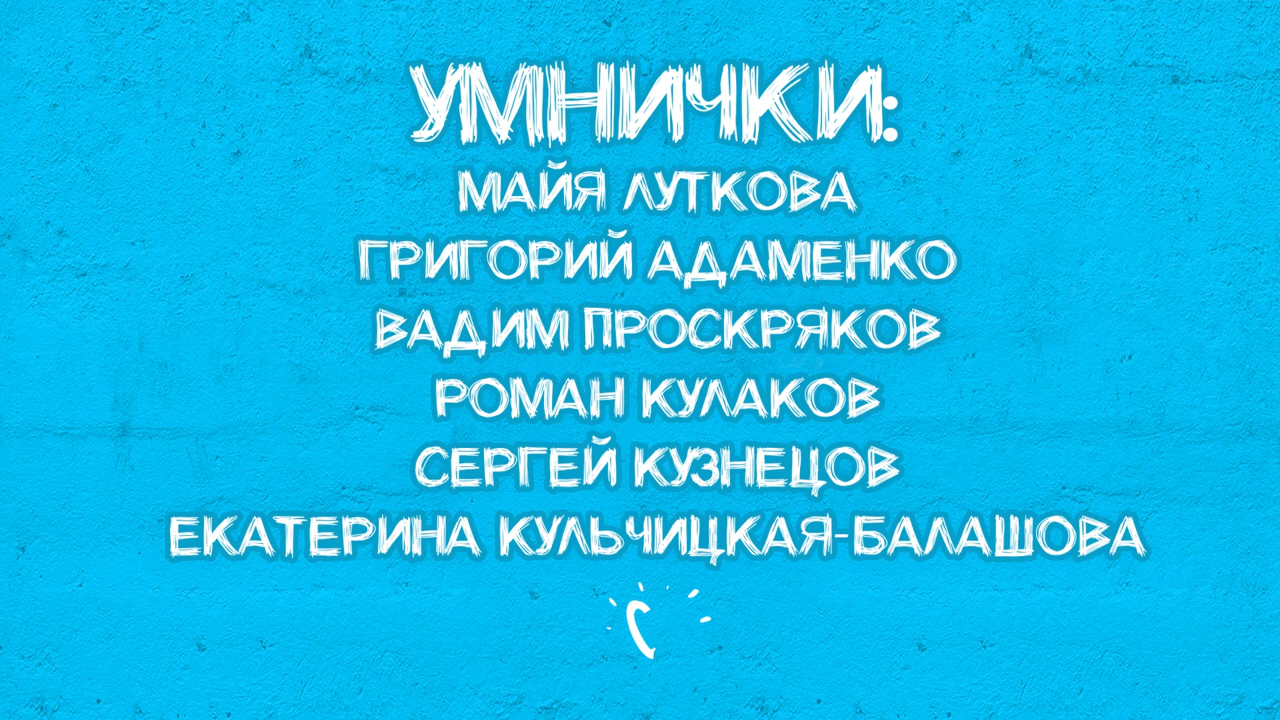 УМНИЧКИ:
МАЙЯ ЛУТКОВА
ГРИГОРИЙ АДАМЕНКО
ВАДИМ ПРОСКРЯКОВ
РОМАН КУЛАКОВ
СЕРГЕЙ КУЗНЕЦОВ
ЕКАТЕРИНА КУЛЬЧИЦКАЯ-БАЛАШОВА